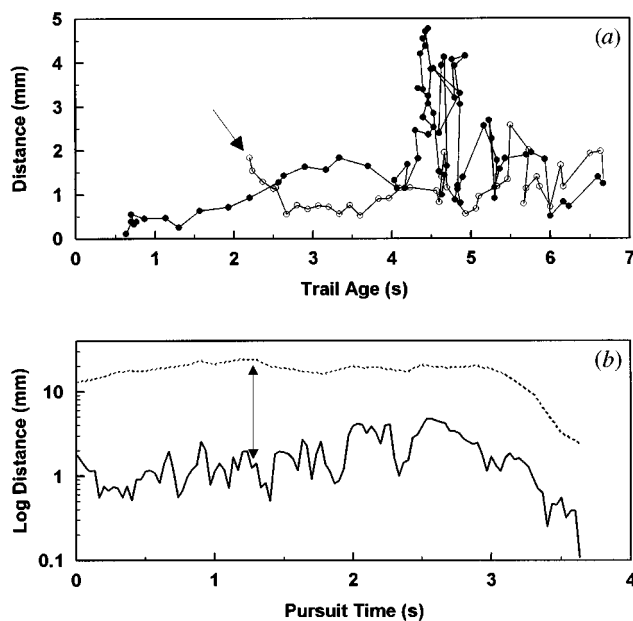 (a)
Distance (mm)
5
4
3
2
1
0
0 1 2 3 4 5 6 7
Trail Age (s)
(b)
Log Distance (mm)
10
1
0.1
0 1 2 3 4
Pursuit Time (s)